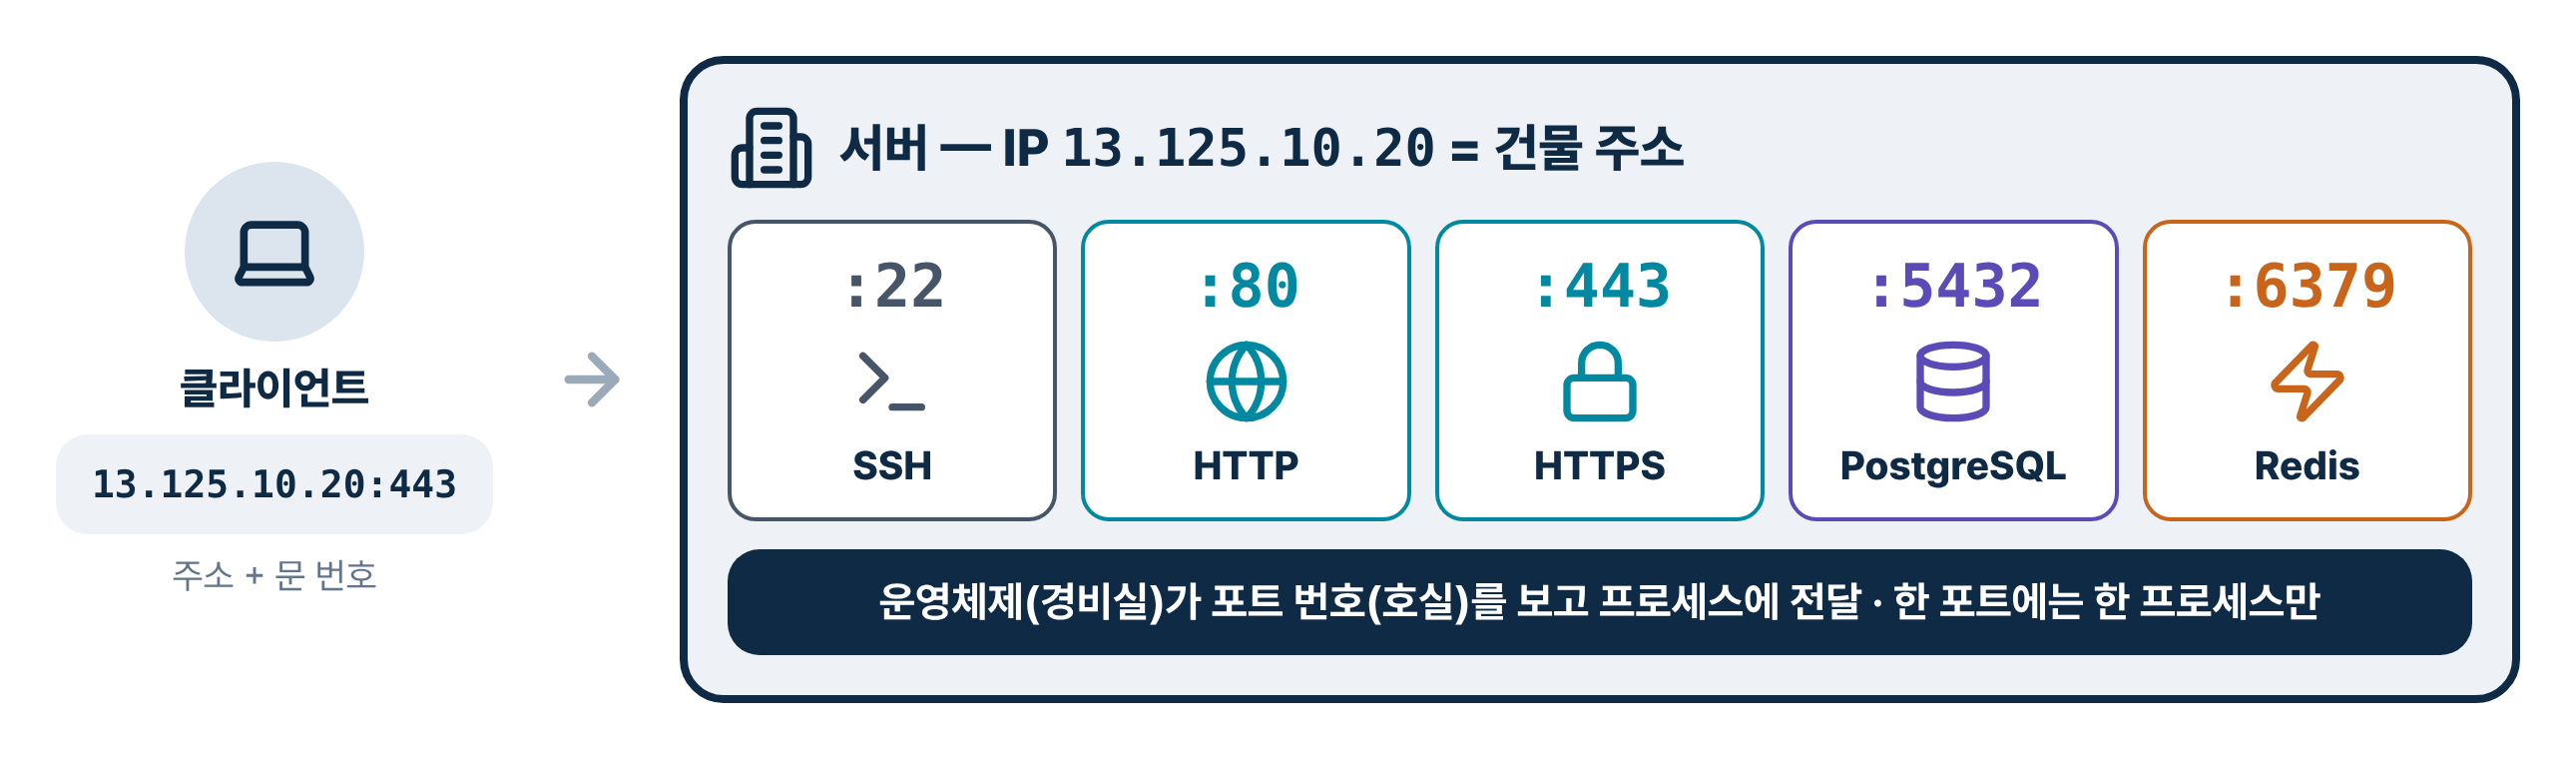 클라이언트
13.125.10.20:443
주소 + 문 번호
서버 — IP 13.125.10.20 = 건물 주소
:22
SSH
:80
HTTP
:443
HTTPS
:5432
PostgreSQL
:6379
Redis
운영체제(경비실)가 포트 번호(호실)를 보고 프로세스에 전달 · 한 포트에는 한 프로세스만